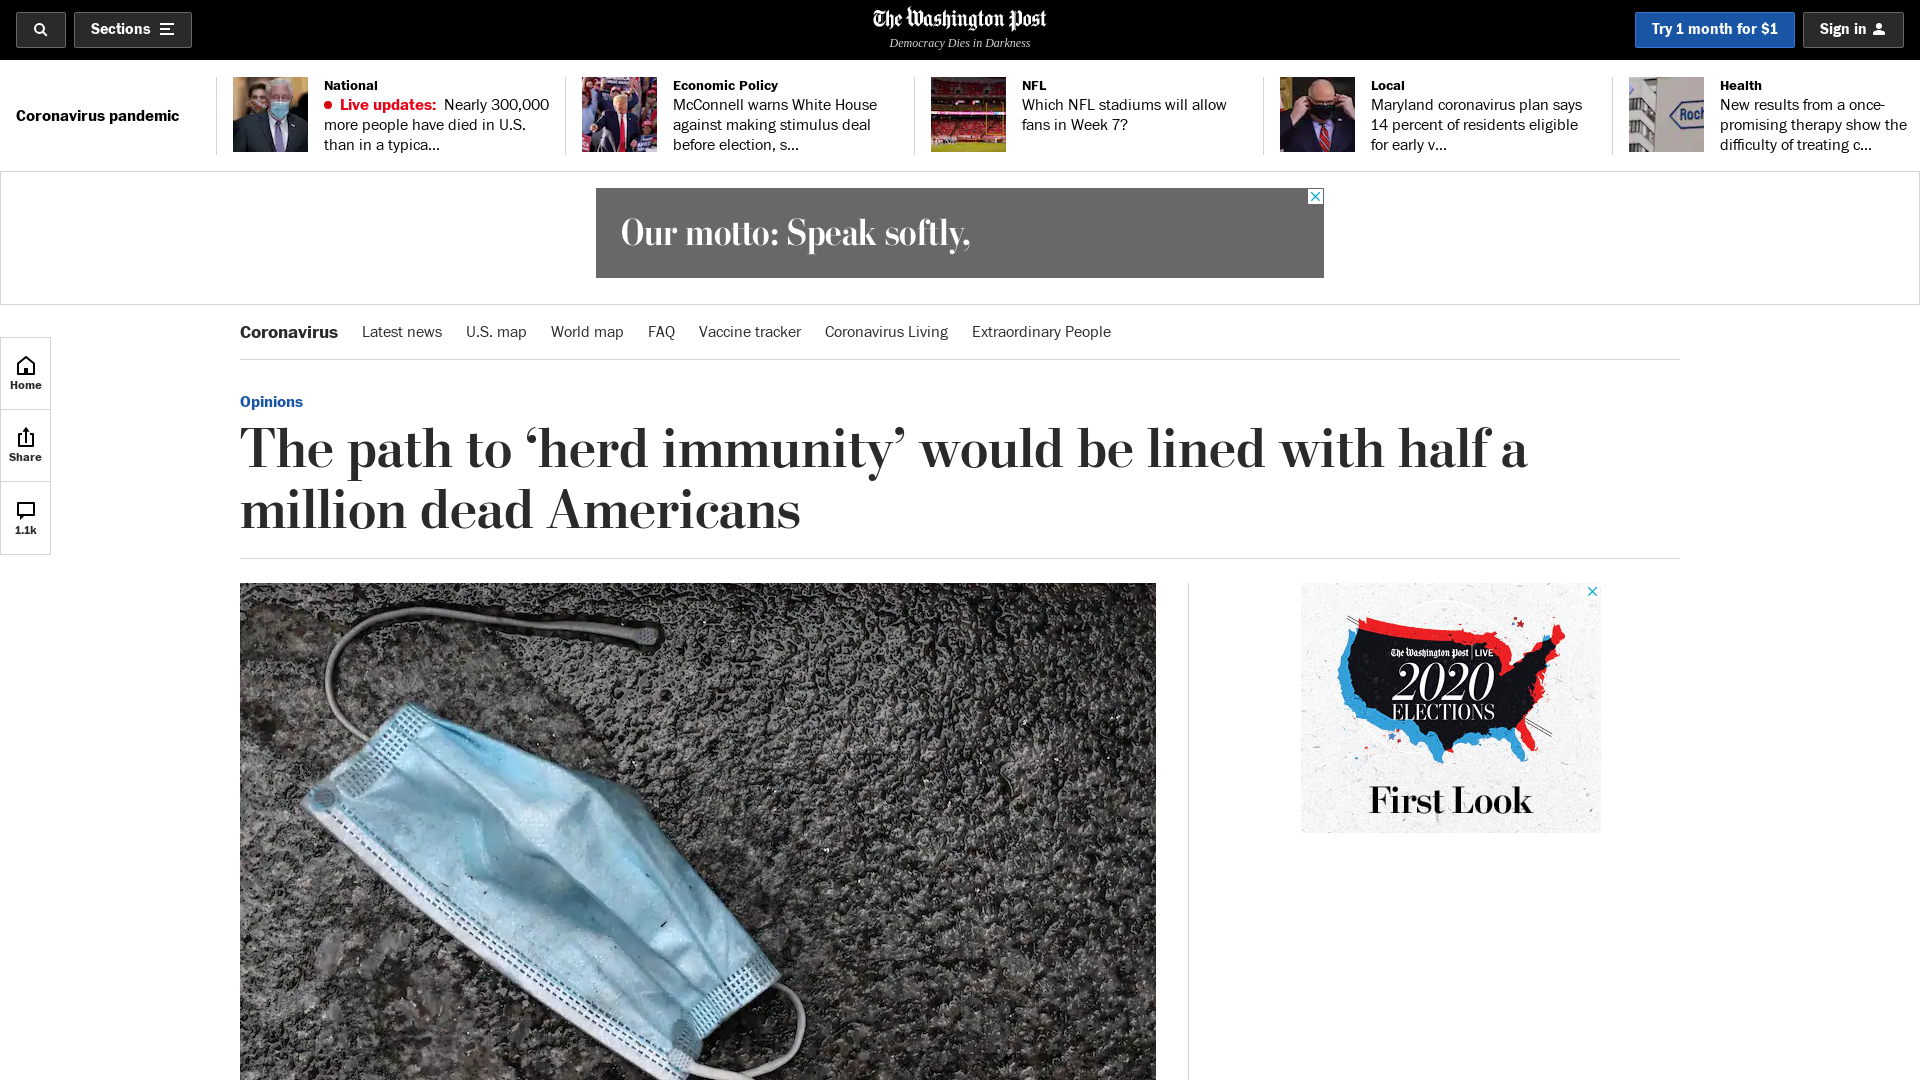 Sections
The Washington Post
Democracy Dies in Darkness
Try 1 month for $1
Sign in
Coronavirus pandemic
National
Live updates: Nearly 300,000
more people have died in U.S.
than in a typica...
Economic Policy
McConnell warns White House
against making stimulus deal
before election, s...
NFL
Which NFL stadiums will allow
fans in Week 7?
Local
Maryland coronavirus plan says
14 percent of residents eligible
for early v...
Health
New results from a once-
promising therapy show the
difficulty of treating c...
Roch
Our motto: Speak softly,
Coronavirus
Latest news
U.S. map
World map
FAQ
Vaccine tracker
Coronavirus Living
Extraordinary People
Home
Share
1.1k
Opinions
The path to ‘herd immunity’ would be lined with half a
million dead Americans
The Washington Post LIVE
2020
ELECTIONS
First Look